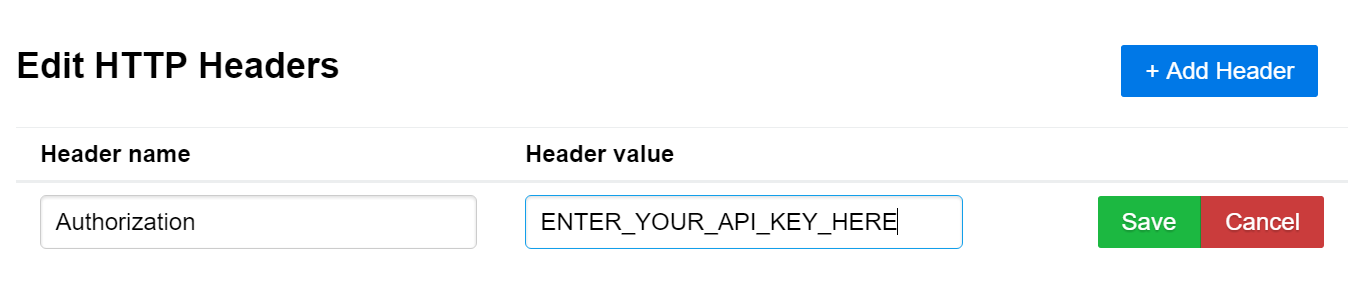 Edit HTTP Headers
+ Add Header
Header name Header value
Authorization ENTER_YOUR_API_KEY_HERE Save Cancel